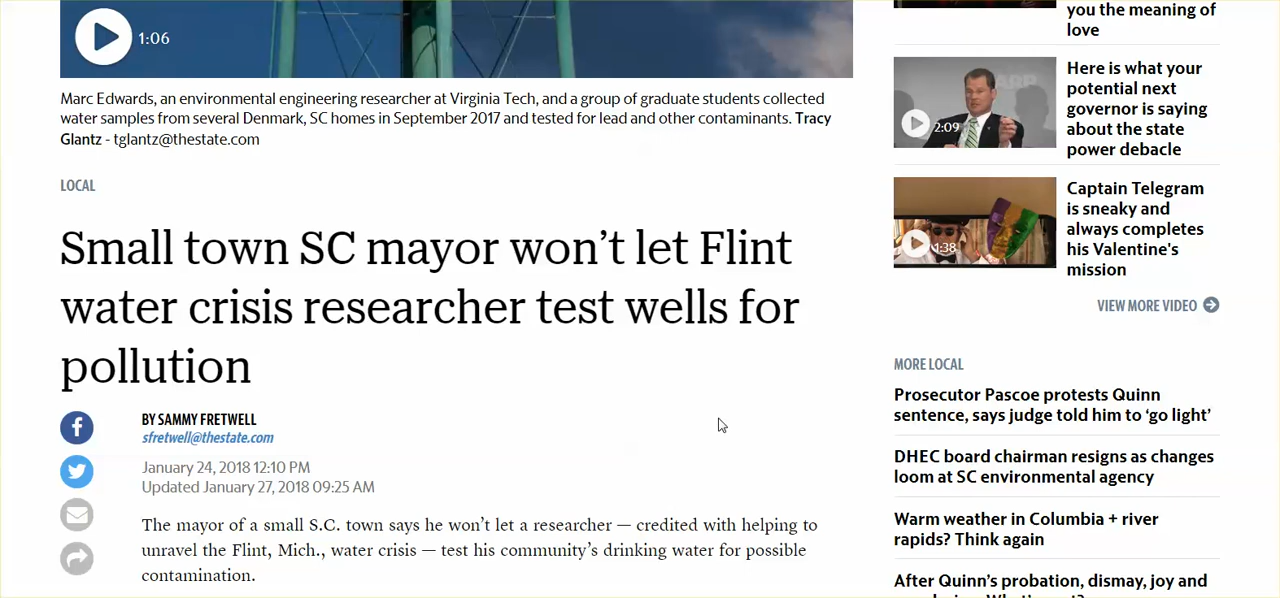 1:06
Marc Edwards, an environmental engineering researcher at Virginia Tech, and a group of graduate students collected
water samples from several Denmark, SC homes in September 2017 and tested for lead and other contaminants. Tracy
Glantz - tglantz@thestate.com
LOCAL
Small town SC mayor won’t let Flint
water crisis researcher test wells for
pollution
BY SAMMY FRETWELL
sfretwell@thestate.com
January 24, 2018 12:10 PM
Updated January 27, 2018 09:25 AM
The mayor of a small S.C. town says he won’t let a researcher — credited with helping to
unravel the Flint, Mich., water crisis — test his community’s drinking water for possible
contamination.
you the meaning of
love
2:09
Here is what your
potential next
governor is saying
about the state
power debacle
1:38
Captain Telegram
is sneaky and
always completes
his Valentine's
mission
VIEW MORE VIDEO
MORE LOCAL
Prosecutor Pascoe protests Quinn
sentence, says judge told him to ‘go light’
DHEC board chairman resigns as changes
loom at SC environmental agency
Warm weather in Columbia + river
rapids? Think again
After Quinn’s probation, dismay, joy and